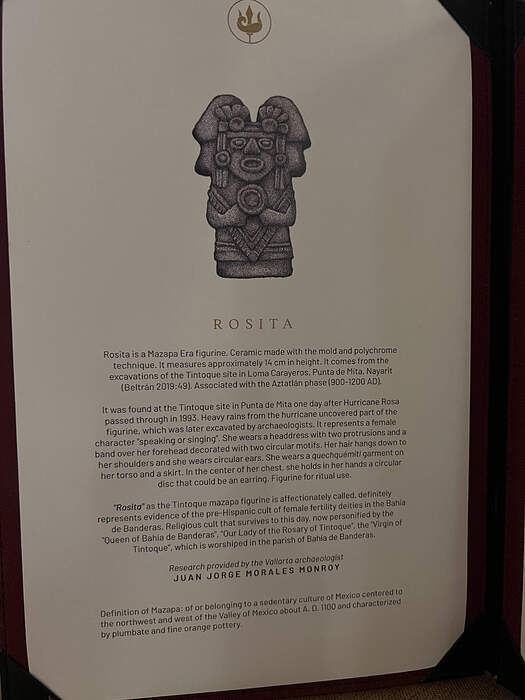 ROSITA
Rosita is a Mazapa Era figurine. Ceramic made with the mold and polychrome
technique. It measures approximately 14 cm in height. It comes from the
excavations of the Tintoque site in Loma Carayeros, Punta de Mita, Nayarit
(Beltrán 2019:49). Associated with the Aztatlán phase (900-1200 AD).
It was found at the Tintoque site in Punta de Mito one day after Hurricane Rosa
passed through in 1993. Heavy rains from the hurricane uncovered part of the
figurine, which was later excavated by archaeologists. It represents a female
character "speaking or singing". She wears a headdress with two protrusions and a
band over her forehead decorated with two circular motifs. Her hair hangs down to
her shoulders and she wears circular ears. She wears a quechquemitl garment on
her torso and a skirt. In the center of her chest, she holds in her hands a circular
disc that could be an earring. Figurine for ritual use.
"Rosita" as the Tintoque mazapa figurine is affectionately called, definitely
represents evidence of the pre-Hispanic cult of female fertility deities in the Bahia
de Banderas. Religious cult that survives to this day, now personified by the
"Queen of Bahia de Banderas", "Our Lady of the Rosary of Tintoque", the "Virgin of
Tintoque", which is worshiped in the parish of Bahia de Banderas.
Research provided by the Vallarta archaeologist
JUAN JORGE MORALES MONROY
Definition of Mazapa: of or belonging to a sedentary culture of Mexico centered to
the northwest and west of the Valley of Mexico about A. D. 1100 and characterized
by plumbate and fine orange pottery.